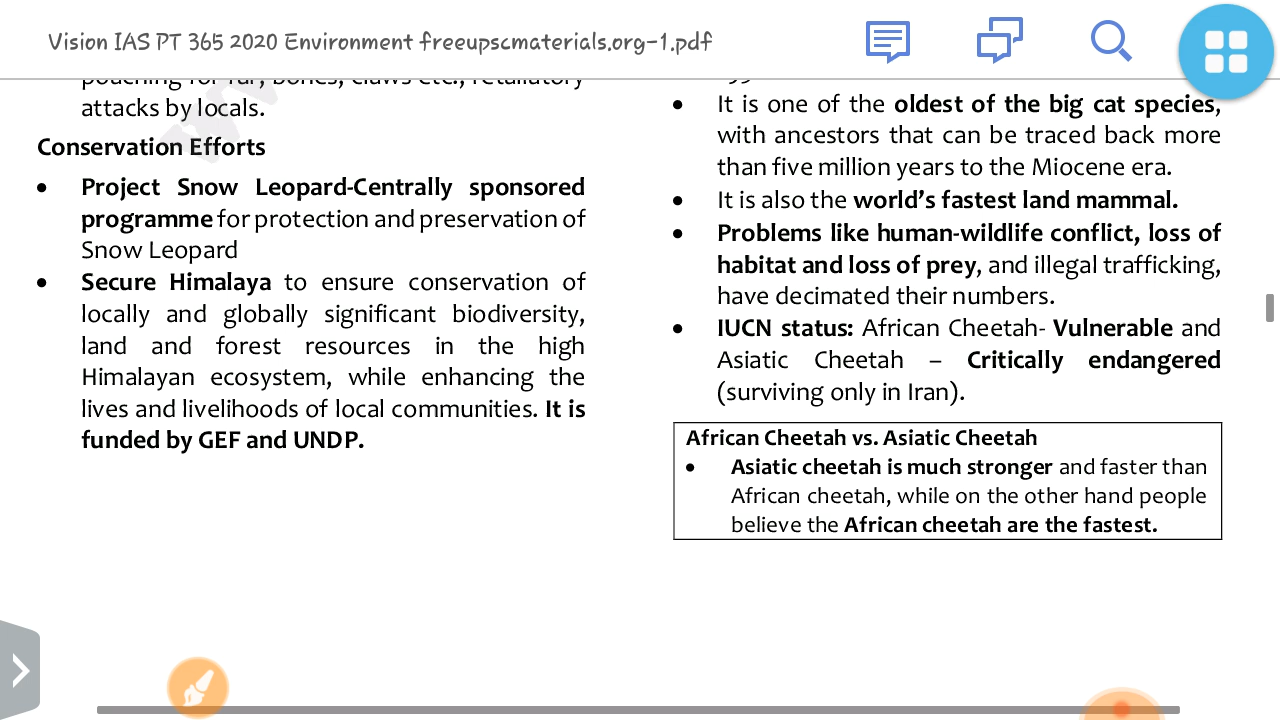 Vision IAS PT 365 2020 Environment freeupscmaterials.org-1.pdf
poaching for fur, bones, claws etc., retaliatory
attacks by locals.
Conservation Efforts
• Project Snow Leopard-Centrally sponsored
programme for protection and preservation of
Snow Leopard
• Secure Himalaya to ensure conservation of
locally and globally significant biodiversity,
land and forest resources in the high
Himalayan ecosystem, while enhancing the
lives and livelihoods of local communities. It is
funded by GEF and UNDP.
• It is one of the oldest of the big cat species,
with ancestors that can be traced back more
than five million years to the Miocene era.
• It is also the world’s fastest land mammal.
• Problems like human-wildlife conflict, loss of
habitat and loss of prey, and illegal trafficking,
have decimated their numbers.
• IUCN status: African Cheetah- Vulnerable and
Asiatic Cheetah – Critically endangered
(surviving only in Iran).
African Cheetah vs. Asiatic Cheetah
• Asiatic cheetah is much stronger and faster than
African cheetah, while on the other hand people
believe the African cheetah are the fastest.